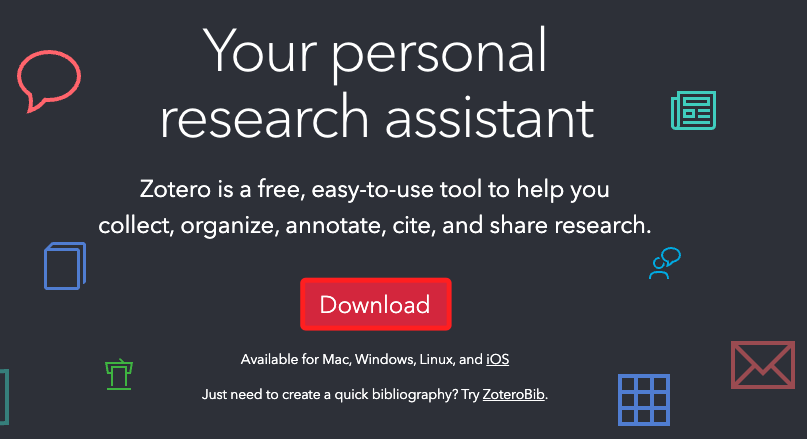 Your personal
research assistant
Zotero is a free, easy-to-use tool to help you
collect, organize, annotate, cite, and share research.
Download
Available for Mac, Windows, Linux, and iOS
Just need to create a quick bibliography? Try ZoteroBib.